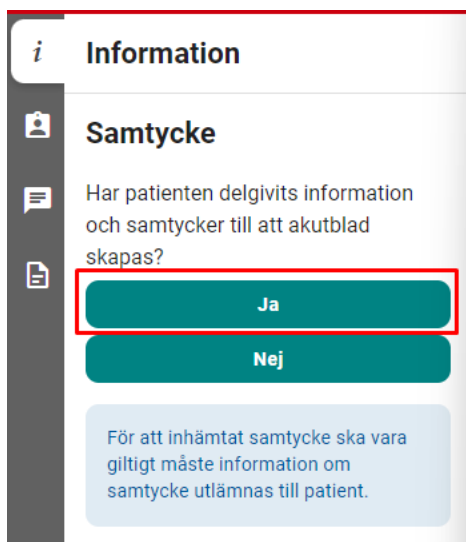 Information
Samtycke
Har patienten delgivits information
och samtycker till att akutblad
skapas?
Ja
Nej
För att inhämtat samtycke ska vara
giltigt måste information om
samtycke utlämnas till patient.